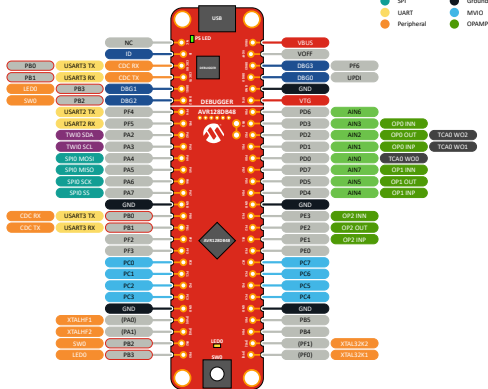 SPI
Ground
UART
MVIO
Peripheral
OPAMP
USB
PS LED
NC
VBUS
ID
VOFF
PB0 USART3 TX CDC RX
DBG3 PF6
PB1 USART3 RX CDC TX
DBG0 UPDI
LED0 PB3 DBG1
GND
SW0 PB2 DBG2
VTG
DEBUGGER
AVR128DB48
USART2 TX PF4
PD6 AIN6
USART2 RX PF5
PD3 AIN3 OP0 INN
TWI0 SDA PA2
PD2 AIN2 OP0 OUT TCA0 WO2
TWI0 SCL PA3
PD1 AIN1 OP0 INP TCA0 WO1
SPI0 MOSI PA4
PD0 AIN0 TCA0 WO0
SPI0 MISO PA5
PD7 AIN7 OP1 INN
SPI0 SCK PA6
PD5 AIN5 OP1 OUT
SPI0 SS PA7
PD4 AIN4 OP1 INP
GND
GND
CDC RX USART3 TX PB0
PE3 OP2 INN
CDC TX USART3 RX PB1
PE2 OP2 OUT
PF2
PE1 OP2 INP
AVR128DB48
PF3
PE0
PC0
PC7
PC1
PC6
PC2
PC5
PC3
PC4
GND
GND
XTALHF1 (PA0)
PB5
XTALHF2 (PA1)
PB4
SW0 PB2
LED0
(PF1) XTAL32K2
LED0 PB3
SW0
(PF0) XTAL32K1